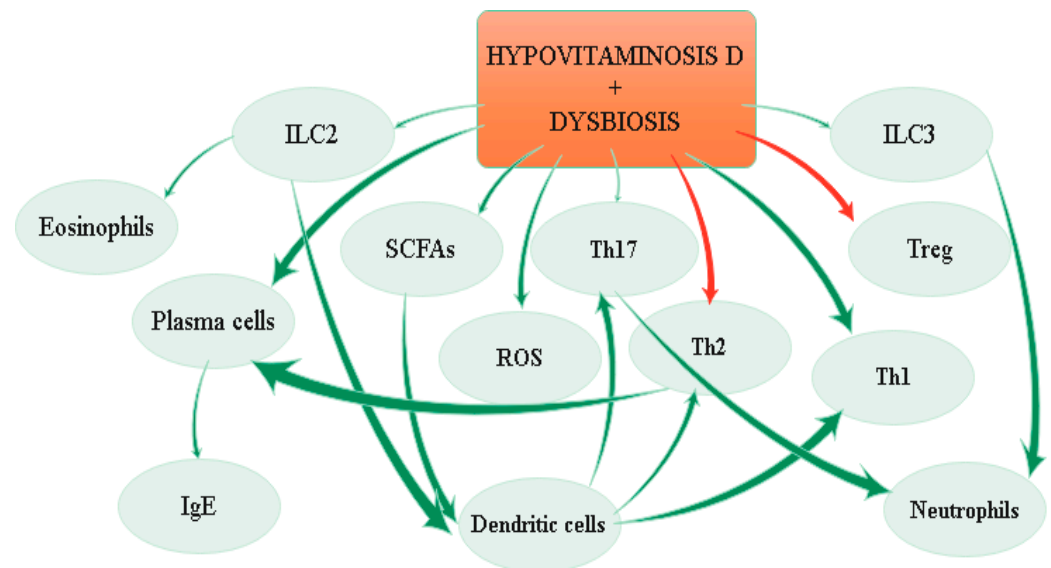 HYPOVITAMINOSIS D
+
DYSBIOSIS
ILC2
ILC3
Eosinophils
SCFAs
Th17
Treg
Plasma cells
ROS
Th2
Th1
IgE
Dendritic cells
Neutrophils